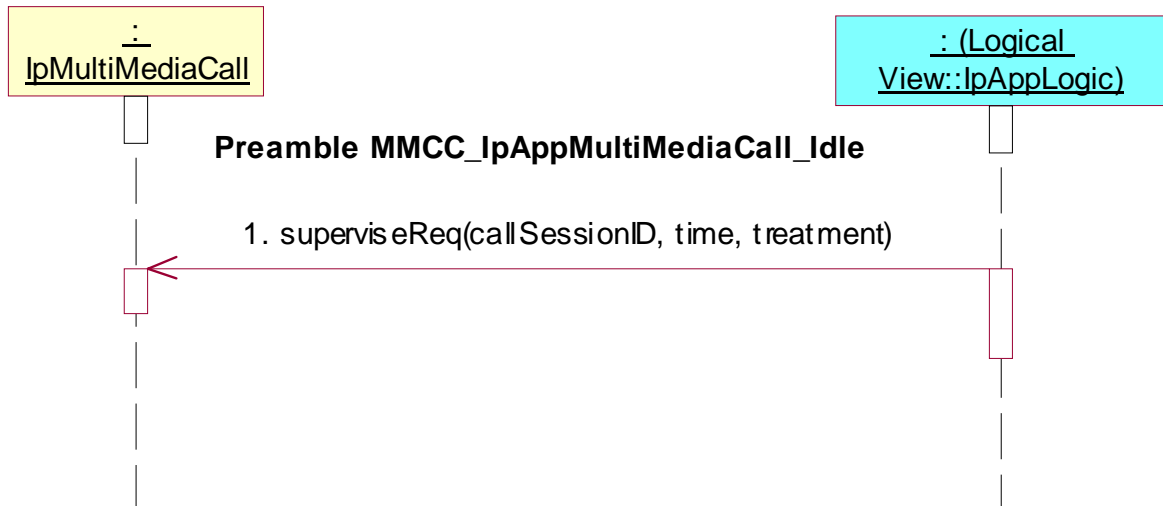 :
IpMultiMediaCall
: (Logical
View::IpAppLogic)
Preamble MMCC_IpAppMultiMediaCall_Idle
1. superviseReq(callSessionID, time, treatment)